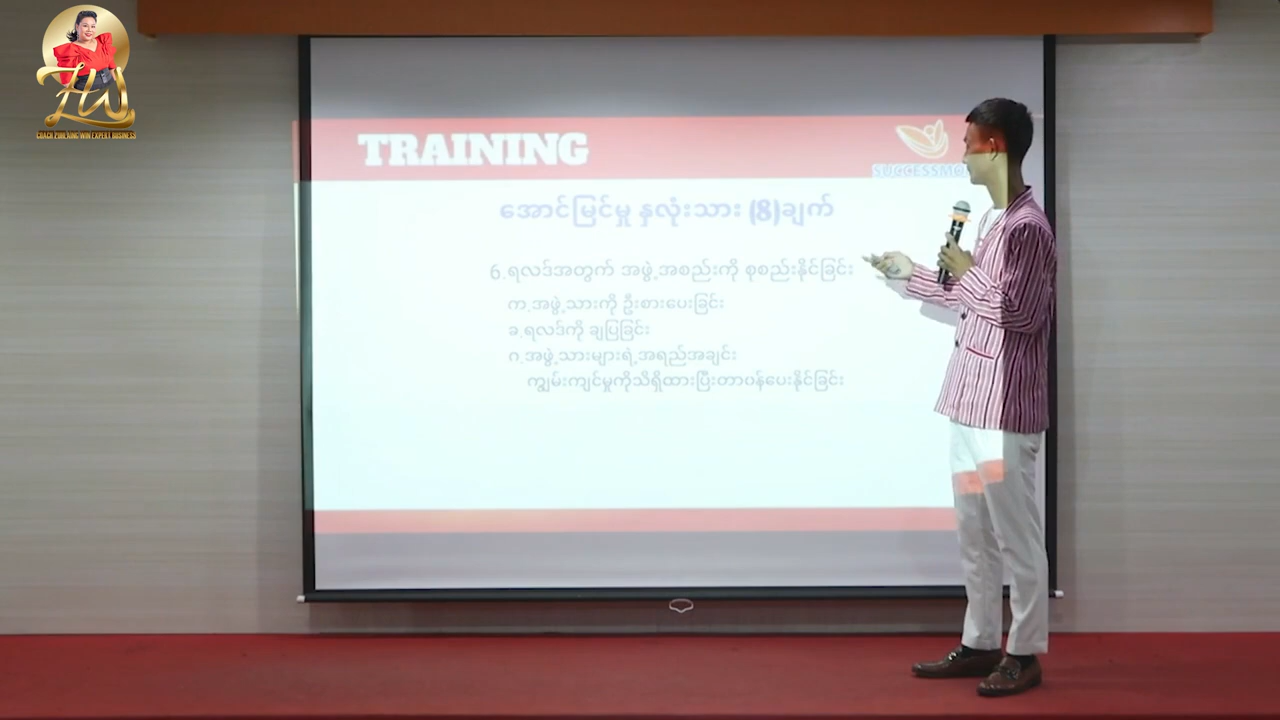 TRAINING
SUCCESSMO
အောင်မြင်မှု နှလုံးသား (8)ချက်
6.ရလဒ်အတွက် အဖွဲ့အစည်းကို စုစည်းနိုင်ခြင်း
က.အဖွဲ့သားကို ဦးစားပေးခြင်း
ခ.ရလဒ်ကို ချပြခြင်း
ဂ.အဖွဲ့သားများရဲ့အရည်အချင်း
ကျွမ်းကျင်မှုကိုသိရှိထားပြီးတာဝန်ပေးနိုင်ခြင်း